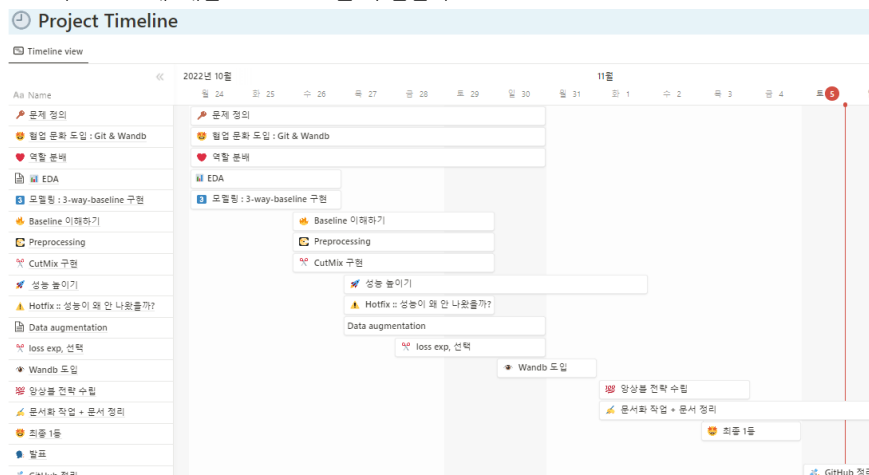 Project Timeline
Timeline view
2022년 10월
11월
Aa Name
월 24
화 25
수 26
목 27
금 28
토 29
일 30
월 31
화 1
수 2
목 3
금 4
토 5
문제 정의
문제 정의
협업 문화 도입 : Git & Wandb
협업 문화 도입 : Git & Wandb
역할 분배
역할 분배
EDA
EDA
모델링 : 3-way-baseline 구현
모델링 : 3-way-baseline 구현
Baseline 이해하기
Baseline 이해하기
Preprocessing
Preprocessing
CutMix 구현
CutMix 구현
성능 높이기
성능 높이기
Hotfix :: 성능이 왜 안 나왔을까?
Hotfix :: 성능이 왜 안 나왔을까?
Data augmentation
Data augmentation
loss exp, 선택
loss exp, 선택
Wandb 도입
Wandb 도입
앙상블 전략 수립
앙상블 전략 수립
문서화 작업 + 문서 정리
문서화 작업 + 문서 정리
최종 1등
최종 1등
발표
GitHub 정리
GitHub 정리